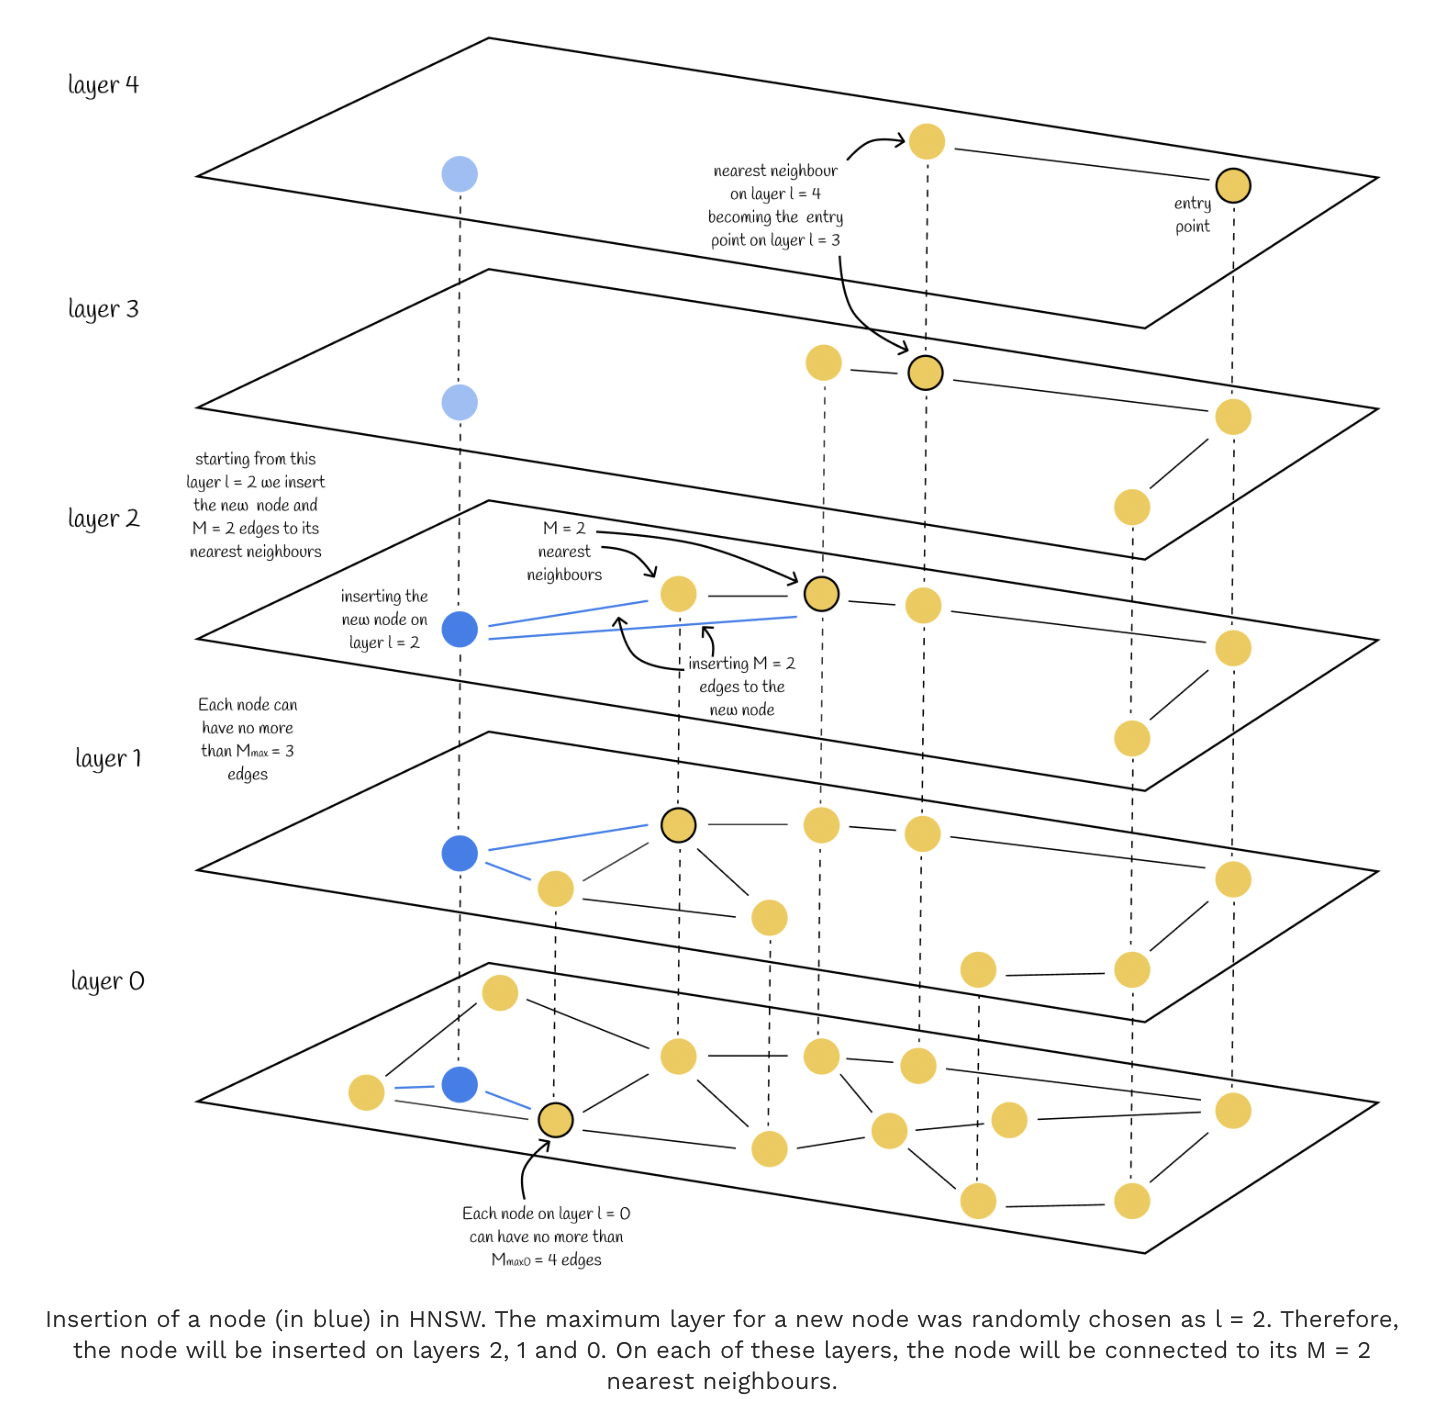 layer 4
nearest neighbour
on layer l = 4
becoming the entry
point on layer l = 3
entry
point
layer 3
starting from this
layer l = 2 we insert
the new node and
M = 2 edges to its
nearest neighbours
layer 2
M = 2
nearest
neighbours
inserting the
new node on
layer l = 2
inserting M = 2
edges to the
new node
Each node can
have no more
than Mmax = 3
edges
layer 1
layer 0
Each node on layer l = 0
can have no more than
Mmax0 = 4 edges
Insertion of a node (in blue) in HNSW. The maximum layer for a new node was randomly chosen as l = 2. Therefore,
the node will be inserted on layers 2, 1 and 0. On each of these layers, the node will be connected to its M = 2
nearest neighbours.